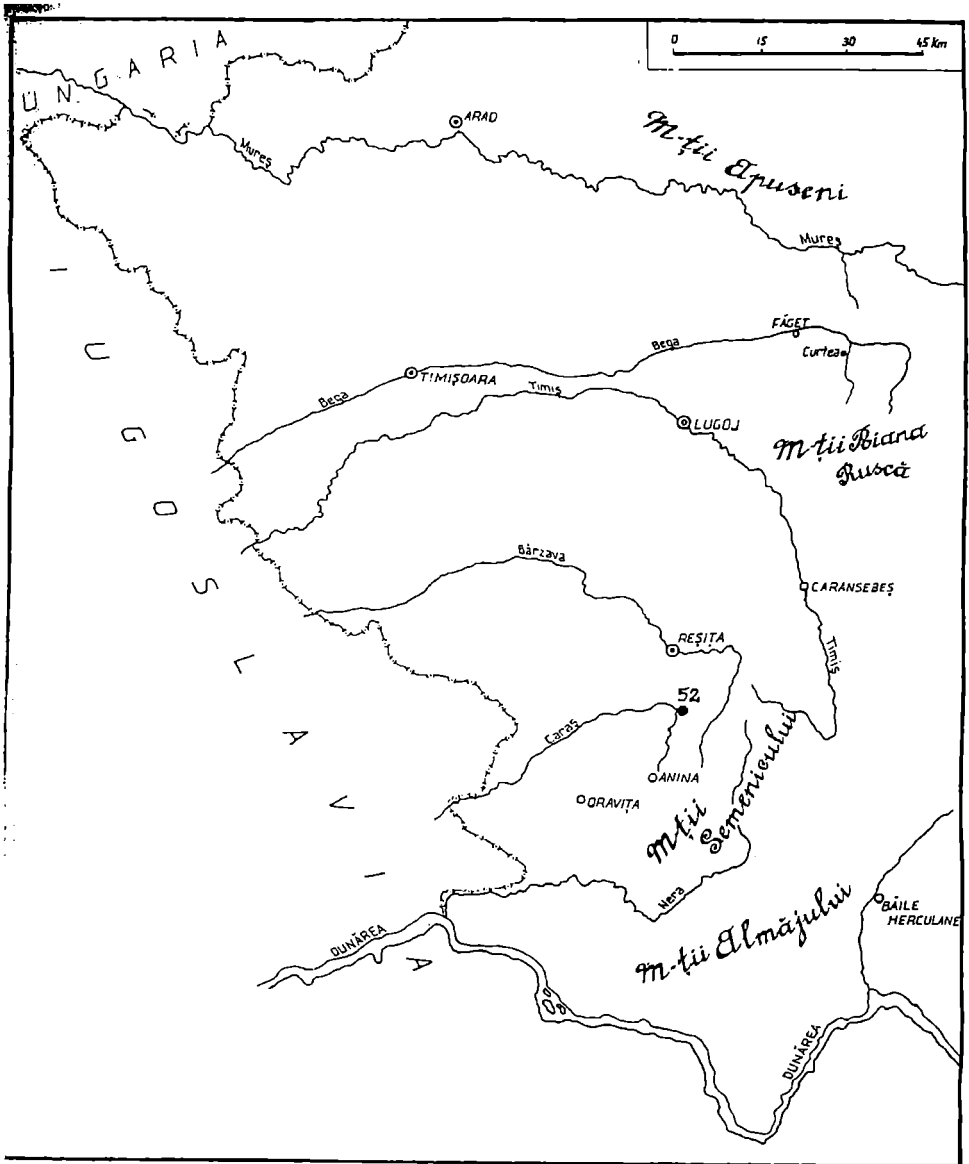 0 15 30 45 Km
UNGARIA
ARAD
Mureș
M-ții Apuseni
Mureș
IUGOSLAVIA
FĂGET
Bega
Curtea
TIMIȘOARA
Timiș
Bega
LUGOJ
M-ții Poiana
Ruscă
Bârzava
CARANSEBEȘ
REȘIȚA
Timiș
52
Caraș
ANINA
ORAVIȚA
M-ții
Semenicului
Nera
BĂILE
HERCULANE
DUNĂREA
M-ții Almăjului
DUNĂREA